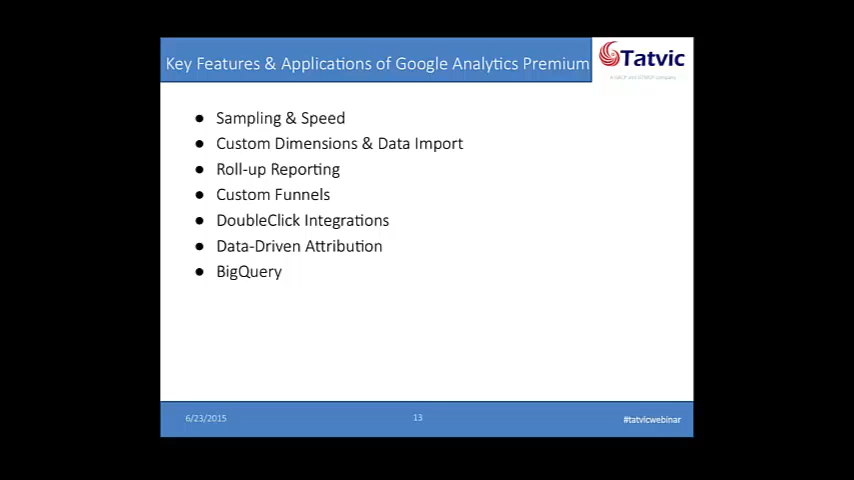 Key Features & Applications of Google Analytics Premium
Tatvic
● Sampling & Speed
● Custom Dimensions & Data Import
● Roll-up Reporting
● Custom Funnels
● DoubleClick Integrations
● Data-Driven Attribution
● BigQuery
6/23/2015
13
#tatvicwebinar